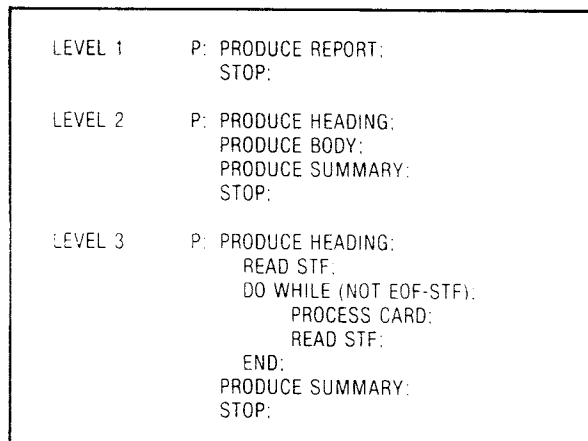 LEVEL 1 P: PRODUCE REPORT;
STOP;
LEVEL 2 P: PRODUCE HEADING;
PRODUCE BODY;
PRODUCE SUMMARY;
STOP;
LEVEL 3 P: PRODUCE HEADING;
READ STF;
DO WHILE (NOT EOF-STF);
PROCESS CARD;
READ STF;
END;
PRODUCE SUMMARY;
STOP;